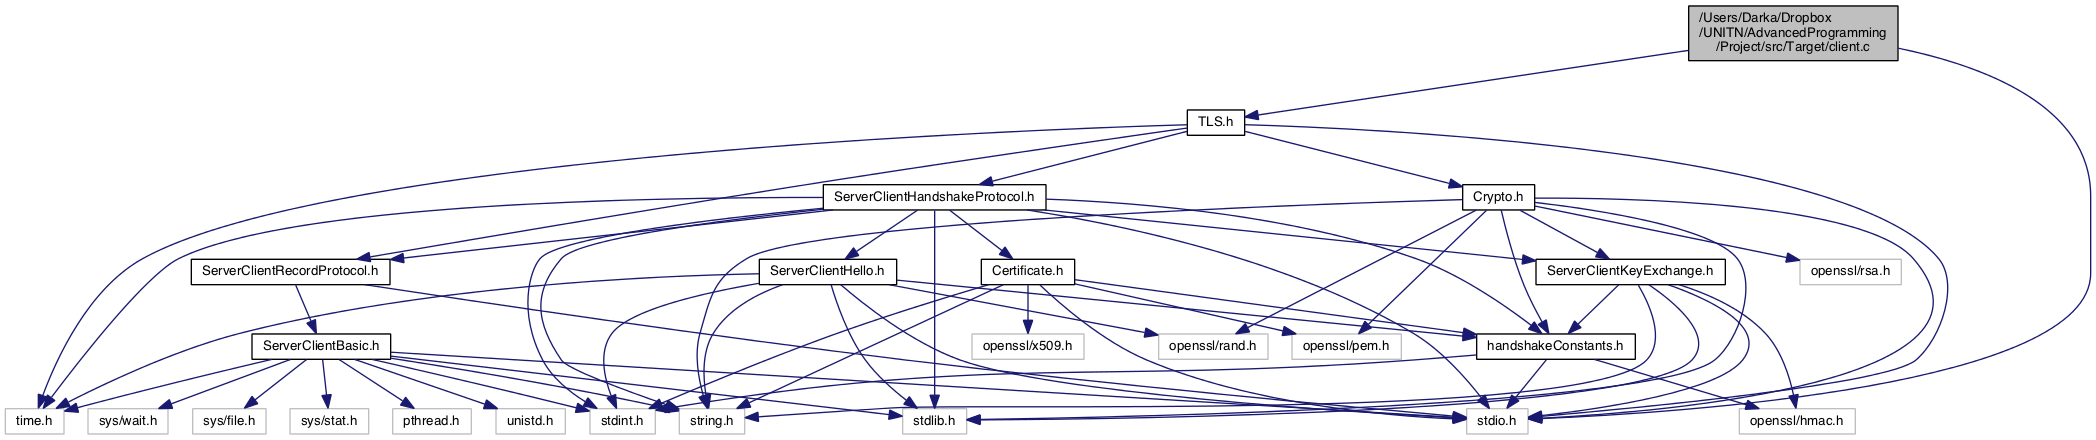 /Users/Darka/Dropbox
/UNITN/AdvancedProgramming
/Project/src/Target/client.c
TLS.h
ServerClientHandshakeProtocol.h
Crypto.h
ServerClientRecordProtocol.h
ServerClientHello.h
Certificate.h
ServerClientKeyExchange.h
openssl/rsa.h
ServerClientBasic.h
openssl/x509.h
openssl/rand.h
openssl/pem.h
handshakeConstants.h
time.h
sys/wait.h
sys/file.h
sys/stat.h
pthread.h
unistd.h
stdint.h
string.h
stdlib.h
stdio.h
openssl/hmac.h